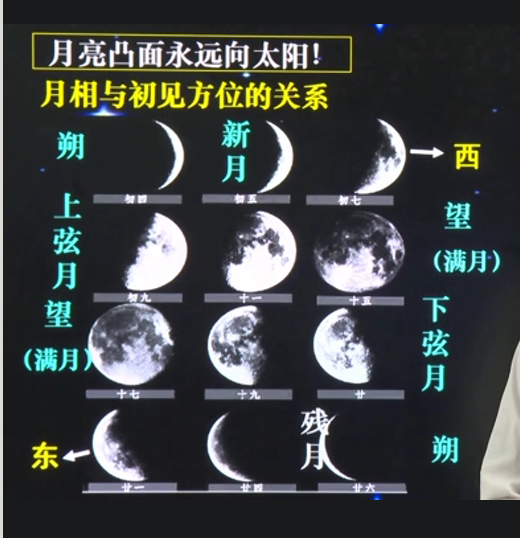 月亮凸面永远向太阳！
月相与初见方位的关系
朔
新月
西
初四
初五
初七
上弦月
望
（满月）
初九
十一
十五
望
（满月）
下弦月
十七
十九
廿
东
残月
朔
廿一
廿四
廿六